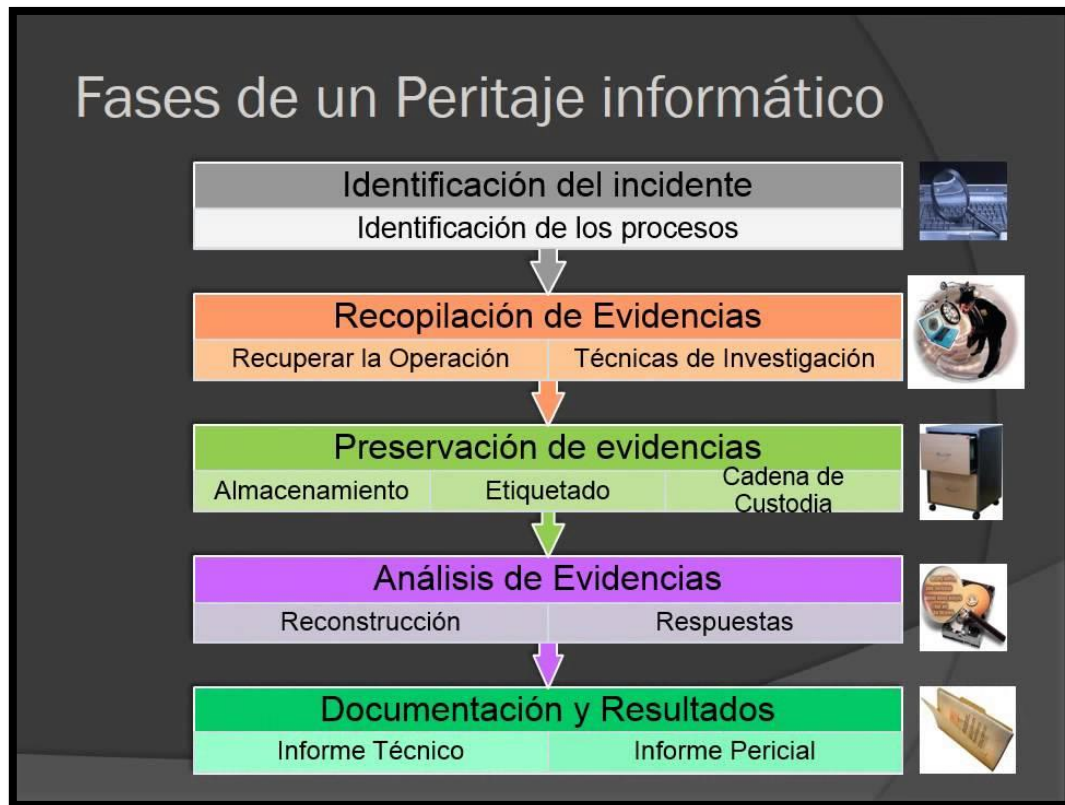 Fases de un Peritaje informático
Identificación del incidente
Identificación de los procesos
Recopilación de Evidencias
Recuperar la Operación
Técnicas de Investigación
Preservación de evidencias
Almacenamiento
Etiquetado
Cadena de
Custodia
Análisis de Evidencias
Reconstrucción
Respuestas
Documentación y Resultados
Informe Técnico
Informe Pericial